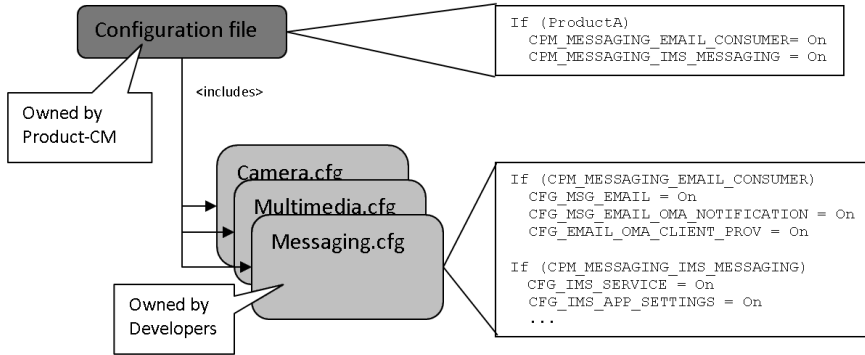 Configuration file
If (ProductA)
CPM_MESSAGING_EMAIL_CONSUMER= On
CPM_MESSAGING_IMS_MESSAGING = On
<includes>
Owned by
Product-CM
Camera.cfg
Multimedia.cfg
Messaging.cfg
If (CPM_MESSAGING_EMAIL_CONSUMER)
CFG_MSG_EMAIL = On
CFG_MSG_EMAIL_OMA_NOTIFICATION = On
CFG_EMAIL_OMA_CLIENT_PROV = On
If (CPM_MESSAGING_IMS_MESSAGING)
CFG_IMS_SERVICE = On
CFG_IMS_APP_SETTINGS = On
...
Owned by
Developers